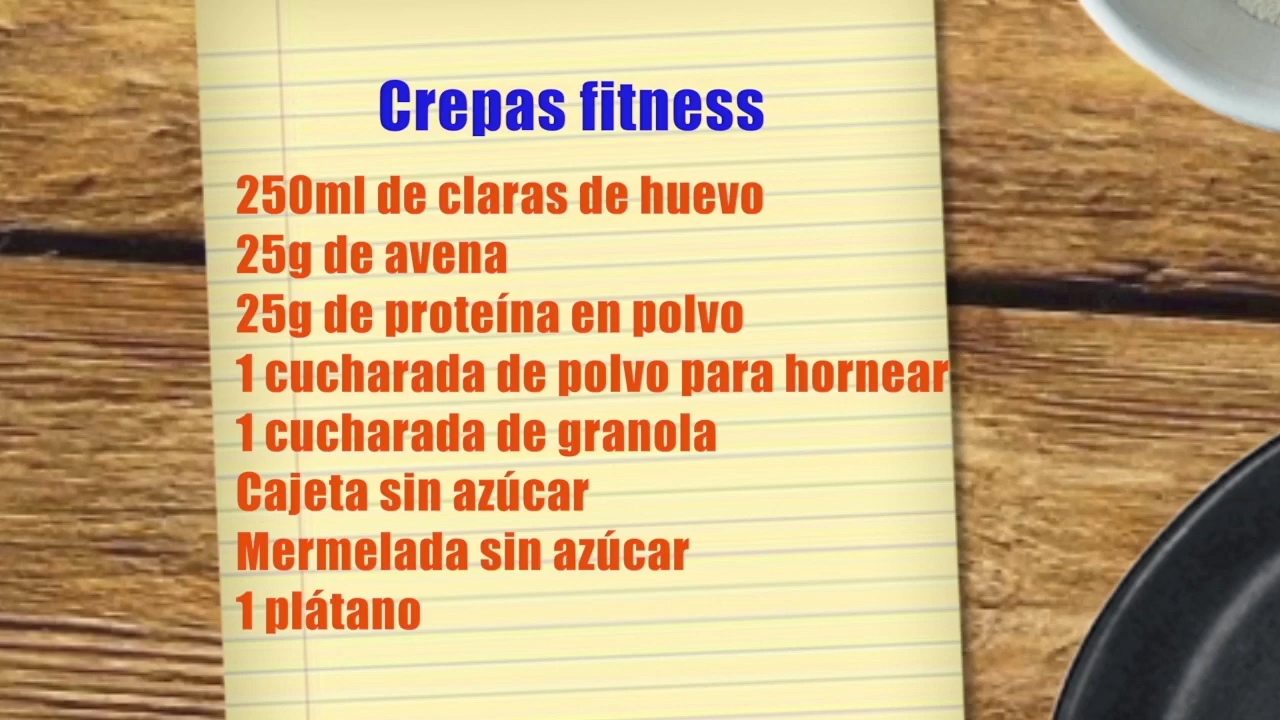 Crepas fitness
250ml de claras de huevo
25g de avena
25g de proteína en polvo
1 cucharada de polvo para hornear
1 cucharada de granola
Cajeta sin azúcar
Mermelada sin azúcar
1 plátano